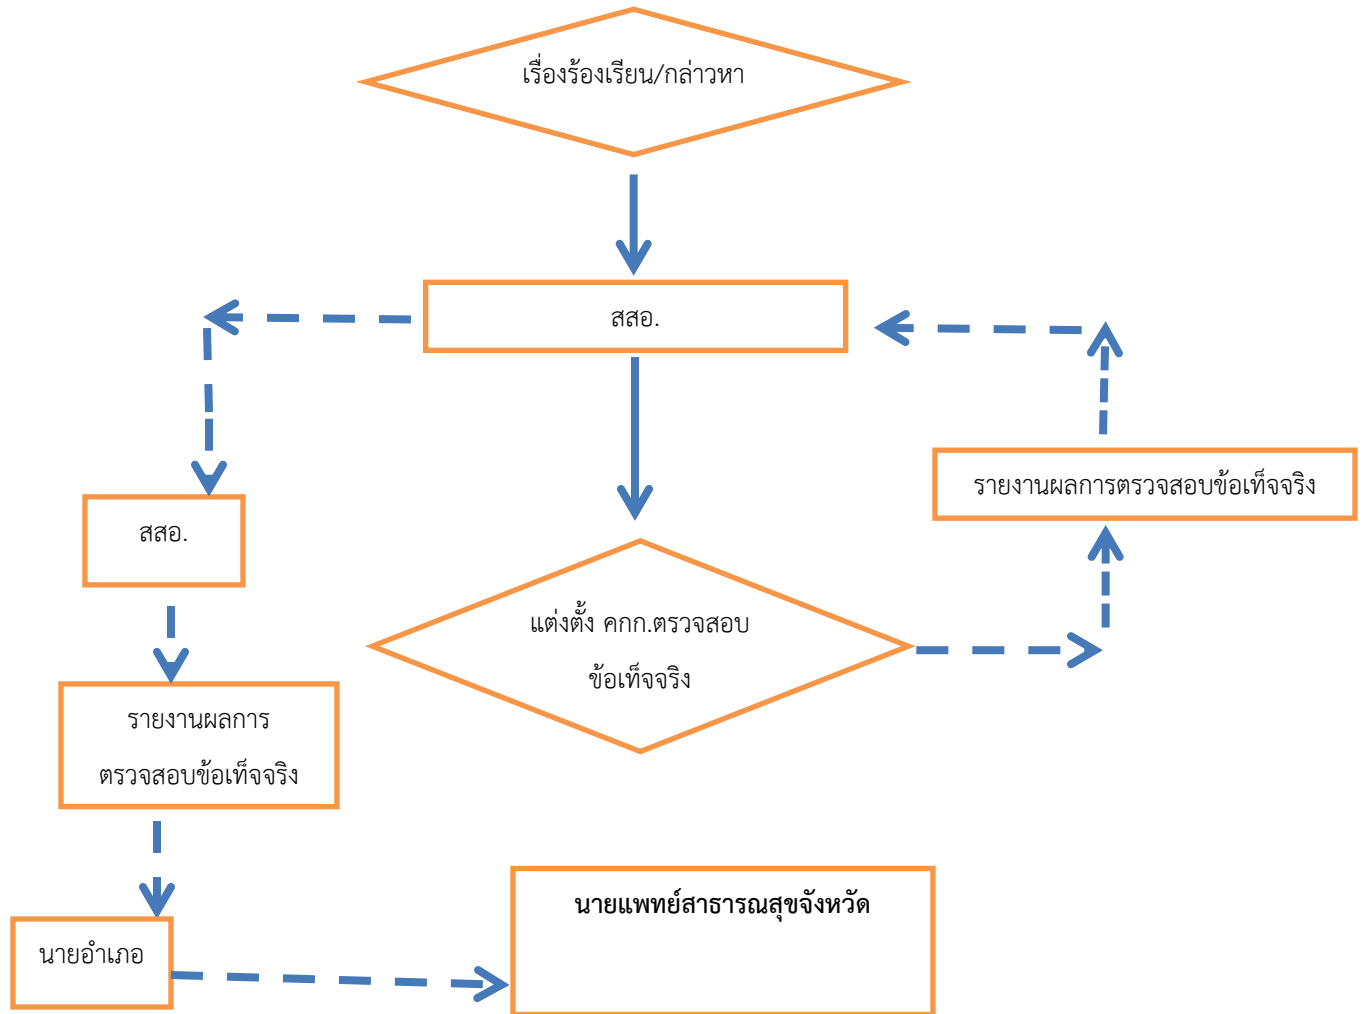 เรื่องร้องเรียน/กล่าวหา
สสอ.
รายงานผลการตรวจสอบข้อเท็จจริง
สสอ.
แต่งตั้ง คกก.ตรวจสอบ
ข้อเท็จจริง
รายงานผลการ
ตรวจสอบข้อเท็จจริง
นายแพทย์สาธารณสุขจังหวัด
นายอำเภอ